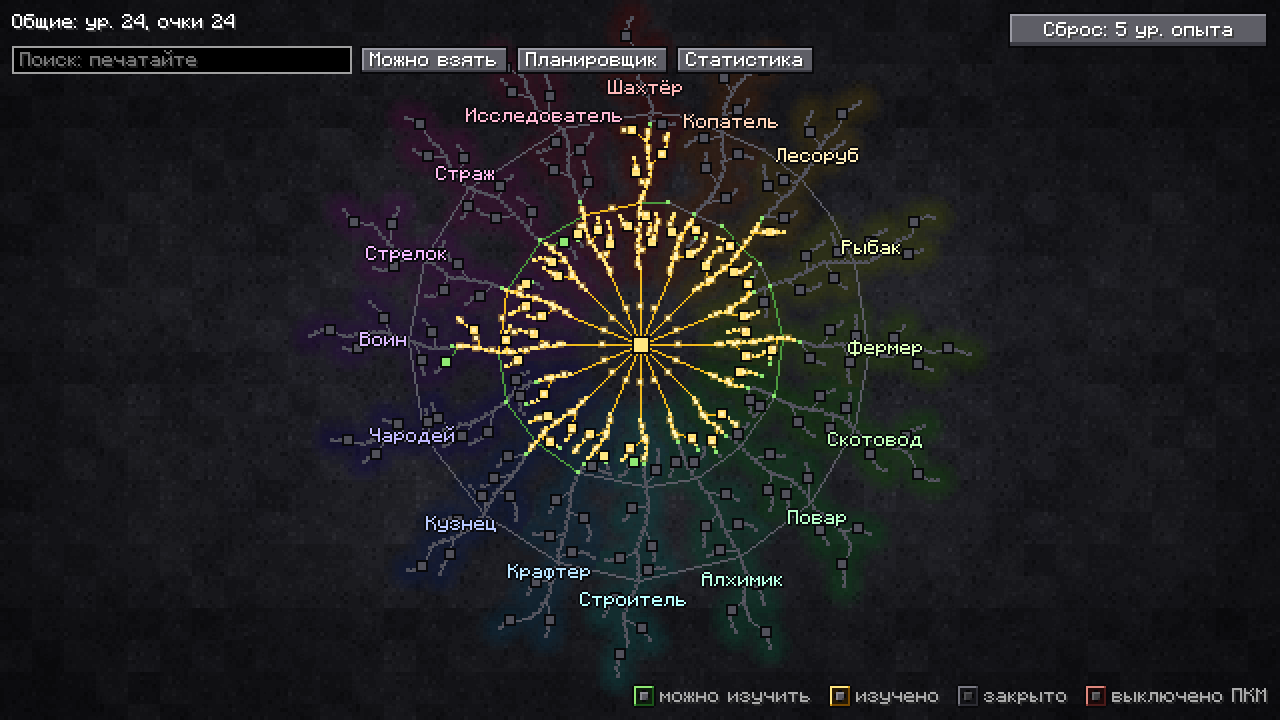 Общие: ур. 24, очки 24
Сброс: 5 ур. опыта
Поиск: печатайте
Можно взять
Планировщик
Статистика
Шахтёр
Исследователь
Копатель
Лесоруб
Страж
Рыбак
Стрелок
Воин
Фермер
Чародей
Скотовод
Кузнец
Повар
Крафтер
Алхимик
Строитель
можно изучить
изучено
закрыто
выключено ПКМ